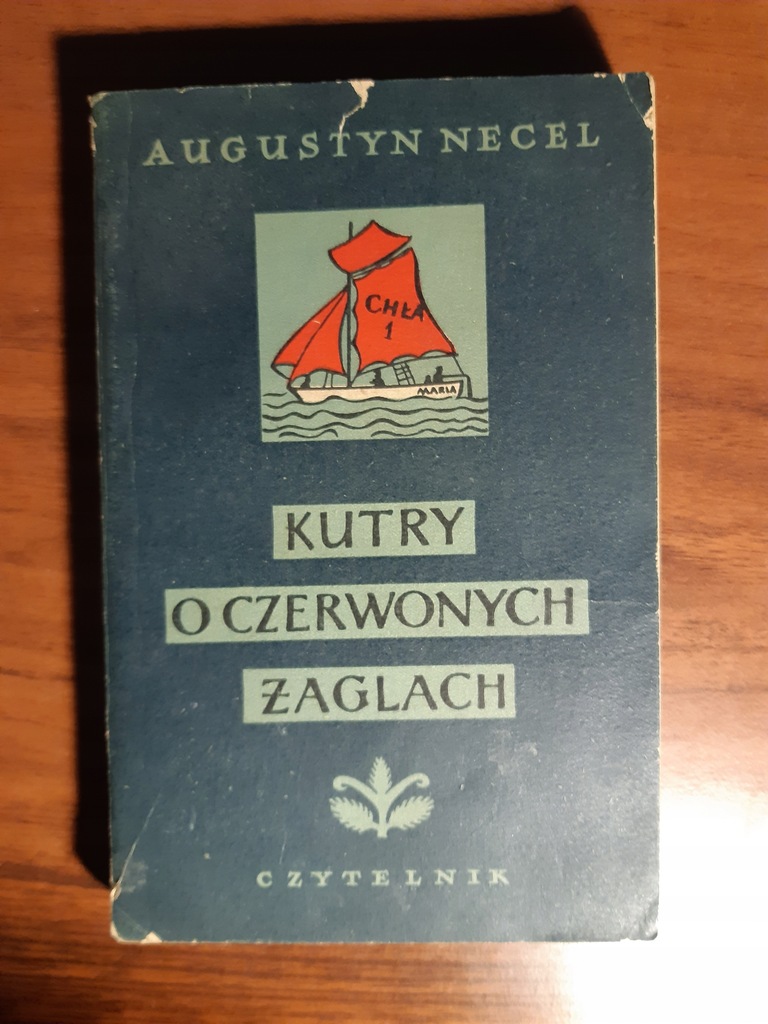 AUGUSTYN NECEL
CHŁA
1
MARIA
KUTRY
O CZERWONYCH
ŻAGLACH
CZYTELNIK